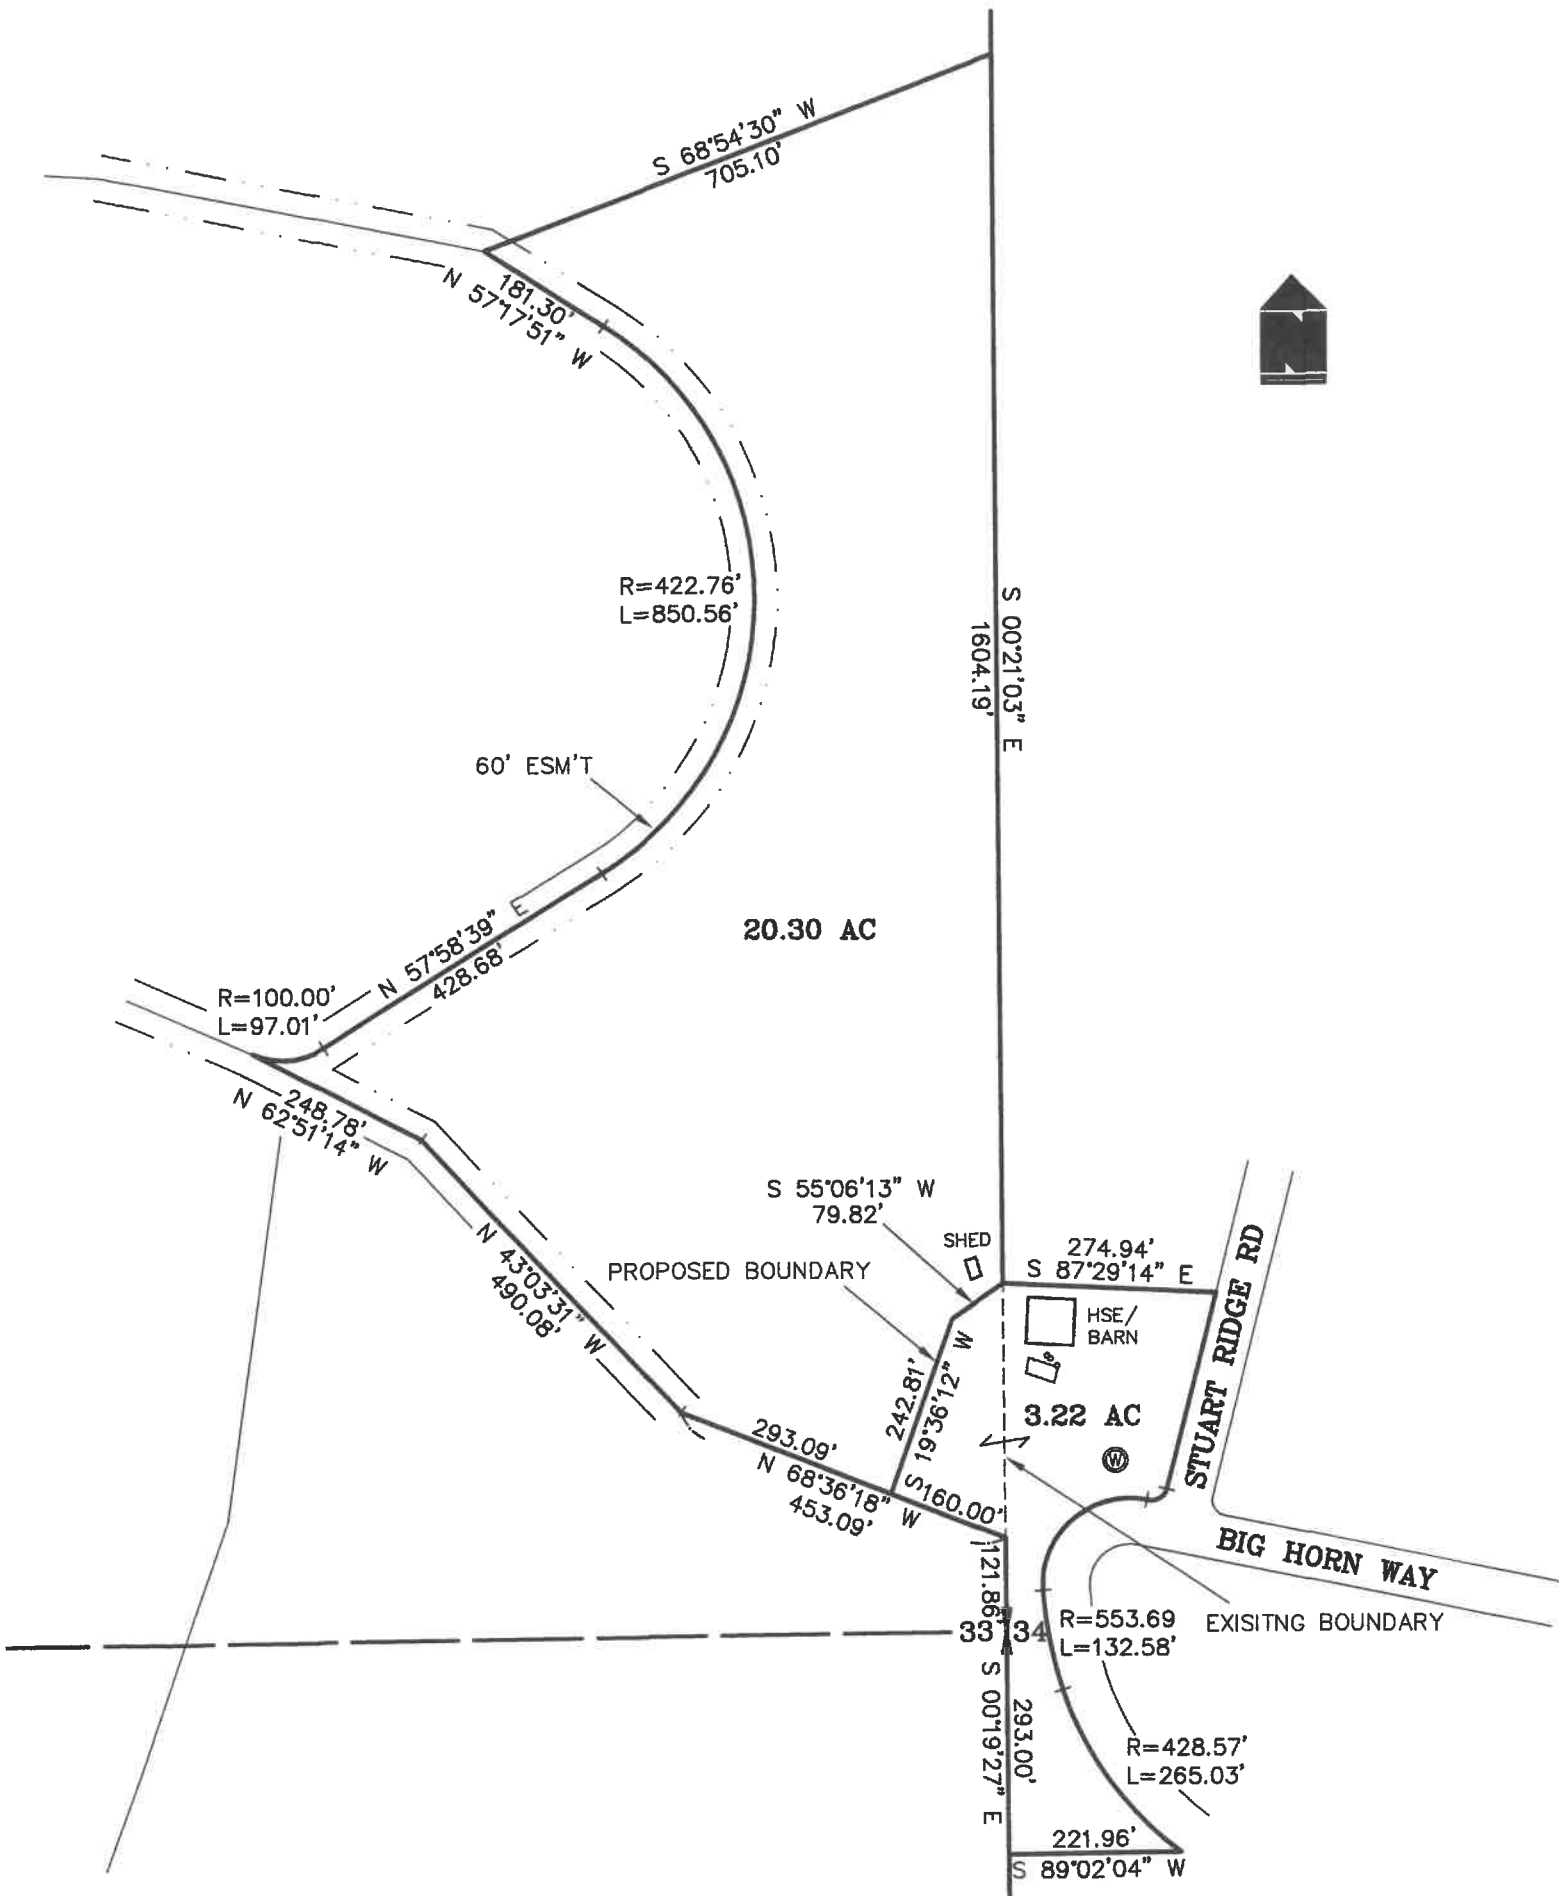 S 68°54'30" W
705.10'
181.30'
N 57°17'51" W
N
R=422.76'
L=850.56'
S 00°21'03" E
1604.19'
60' ESM'T
20.30 AC
N 57°58'39" E
428.68'
R=100.00'
L=97.01'
248.78'
N 62°51'14" W
N 43°03'31" W
490.08'
S 55°06'13" W
79.82'
SHED
PROPOSED BOUNDARY
274.94'
S 87°29'14" E
HSE/
BARN
STUART RIDGE RD
242.81'
S 19°36'12" W
3.22 AC
W
293.09'
N 68°36'18" W
453.09'
160.00'
BIG HORN WAY
121.86'
33 34
R=553.69
L=132.58'
EXISITNG BOUNDARY
S 00°19'27" E
293.00'
R=428.57'
L=265.03'
221.96'
S 89°02'04" W